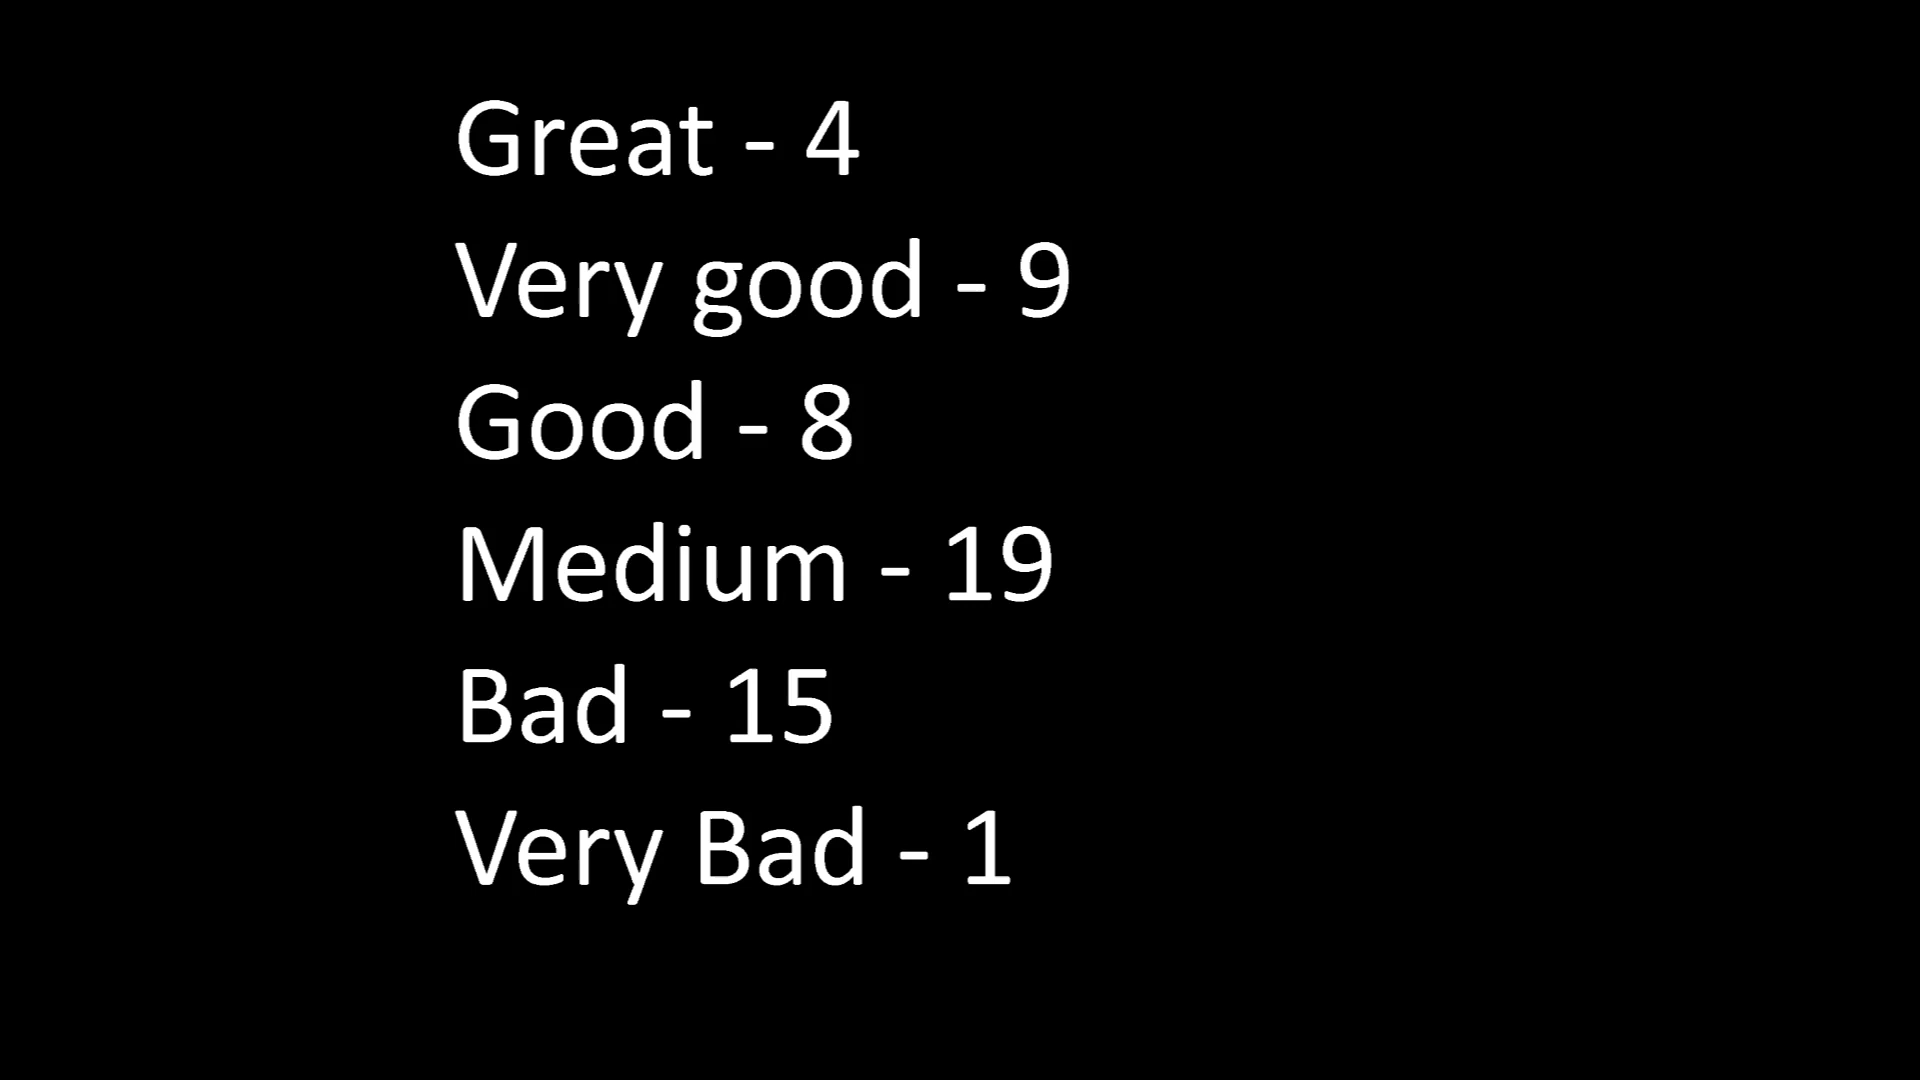 Great - 4
Very good - 9
Good - 8
Medium - 19
Bad - 15
Very Bad - 1